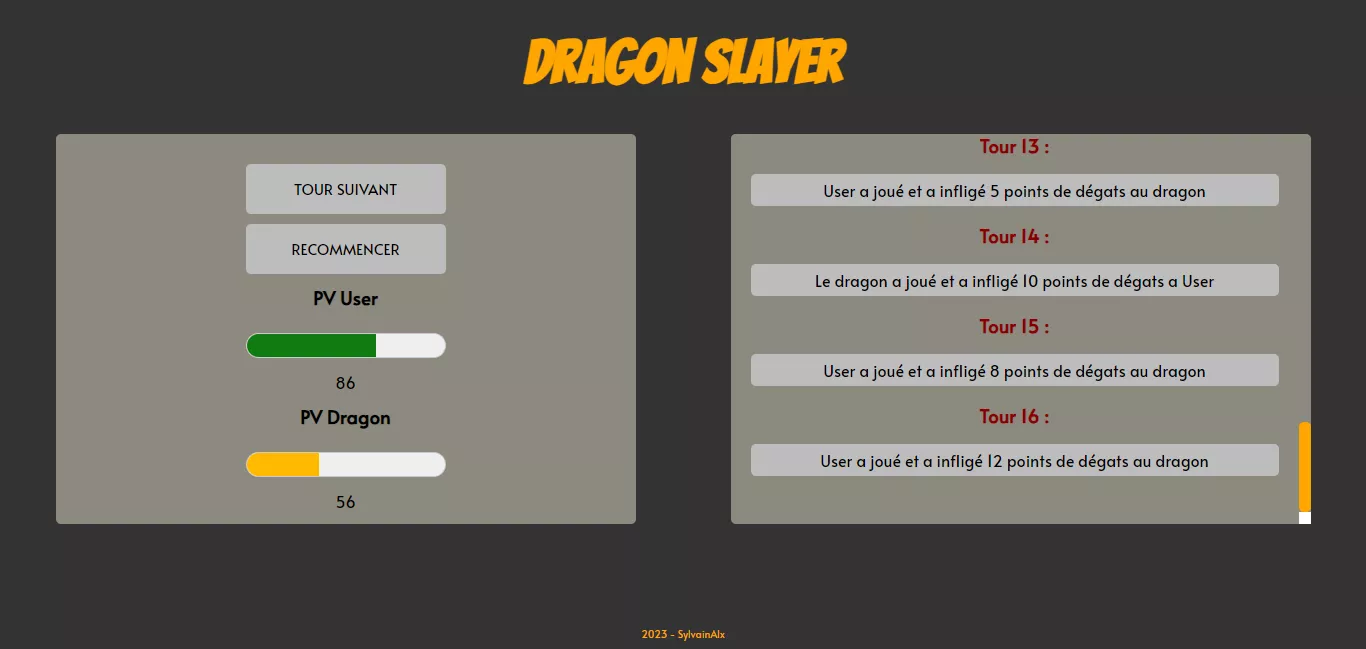 DRAGON SLAYER
TOUR SUIVANT
RECOMMENCER
PV User
86
PV Dragon
56
Tour 13 :
User a joué et a infligé 5 points de dégats au dragon
Tour 14 :
Le dragon a joué et a infligé 10 points de dégats a User
Tour 15 :
User a joué et a infligé 8 points de dégats au dragon
Tour 16 :
User a joué et a infligé 12 points de dégats au dragon
2023 - SylvainAlx